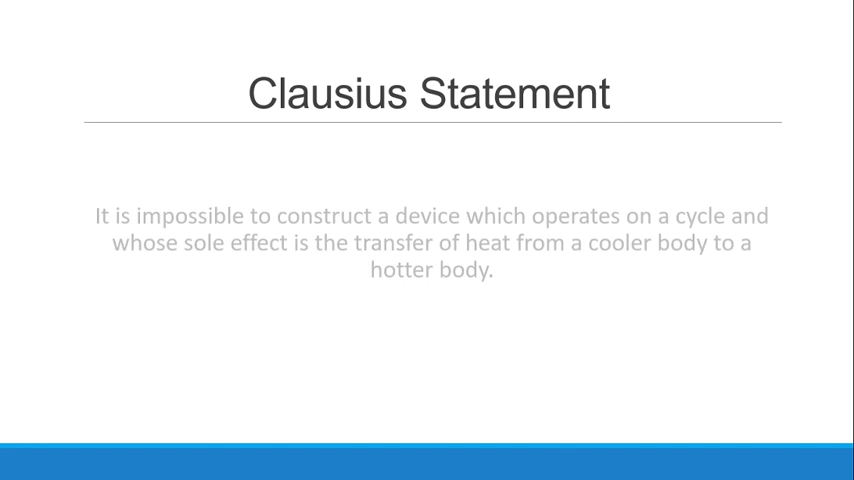 Clausius Statement
It is impossible to construct a device which operates on a cycle and
whose sole effect is the transfer of heat from a cooler body to a
hotter body.